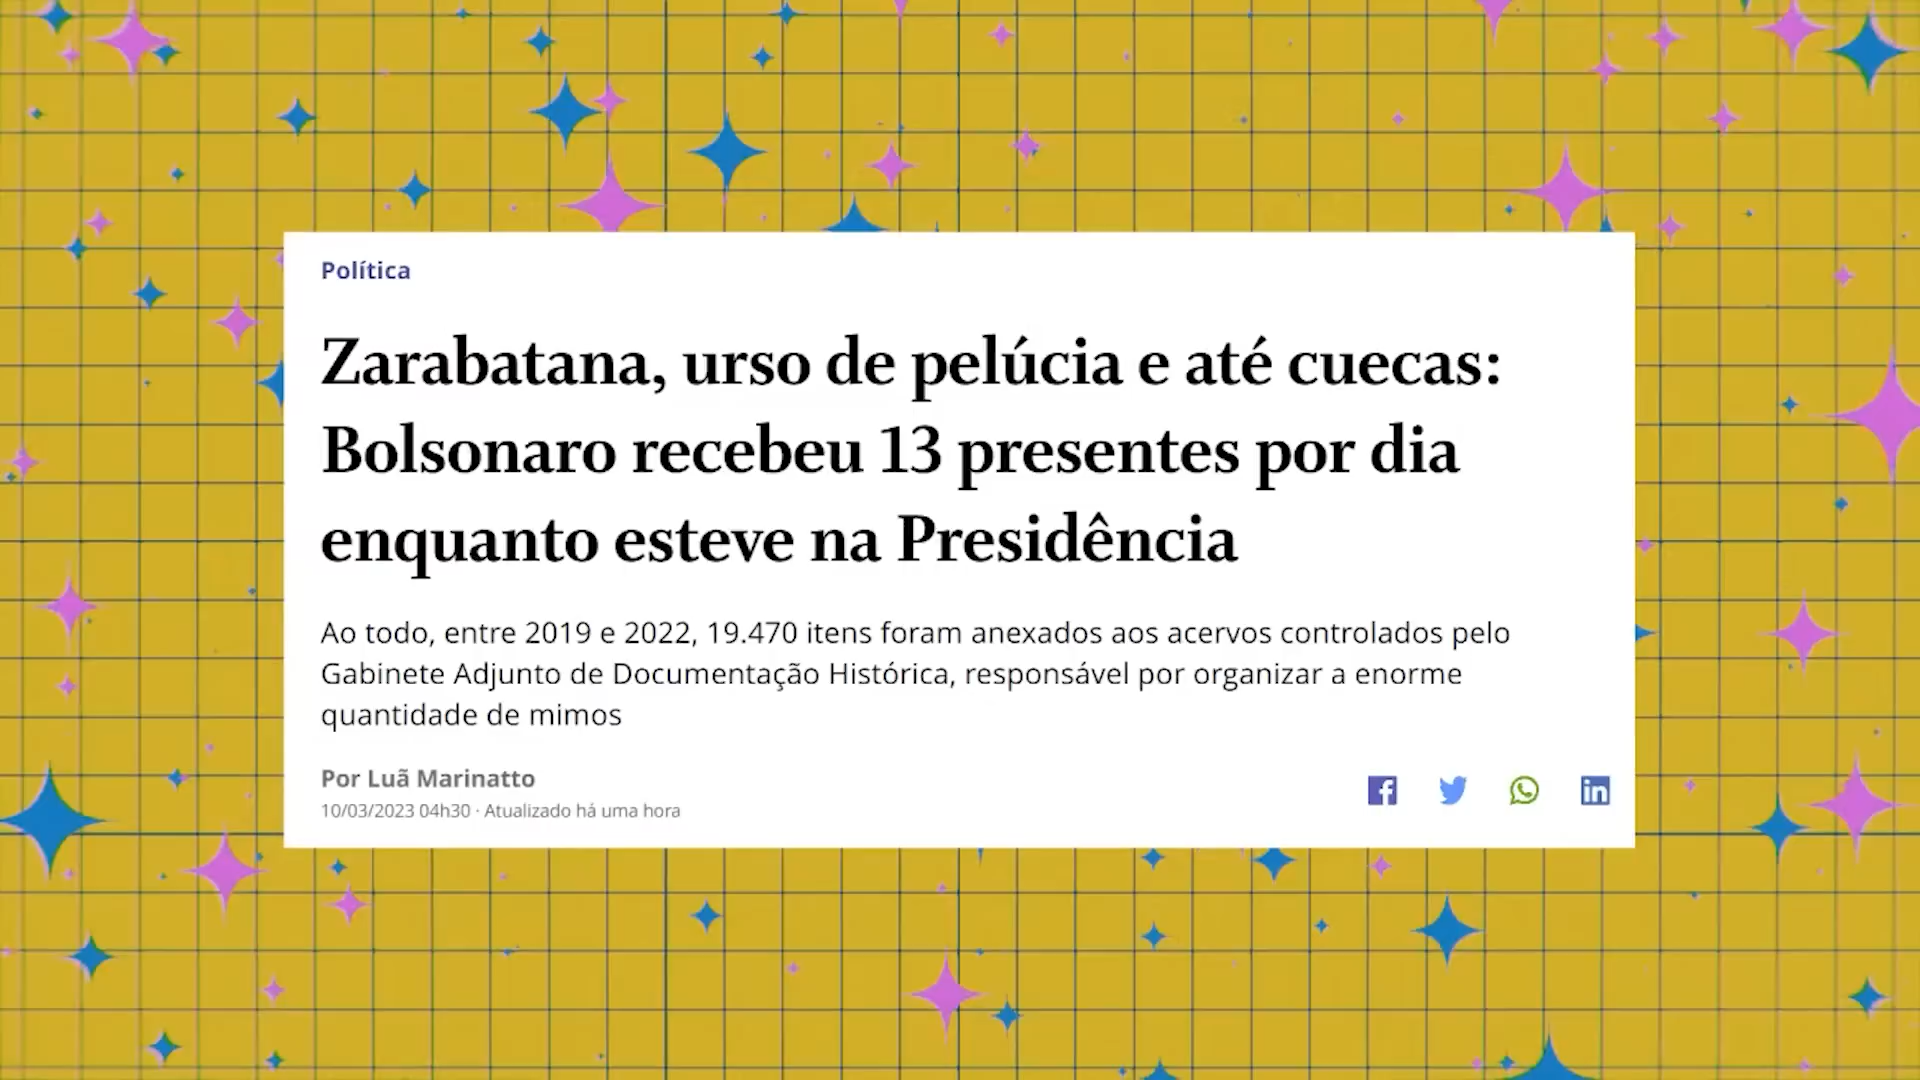 Política
Zarabatana, urso de pelúcia e até cuecas:
Bolsonaro recebeu 13 presentes por dia
enquanto esteve na Presidência
Ao todo, entre 2019 e 2022, 19.470 itens foram anexados aos acervos controlados pelo
Gabinete Adjunto de Documentação Histórica, responsável por organizar a enorme
quantidade de mimos
Por Luã Marinatto
10/03/2023 04h30 · Atualizado há uma hora